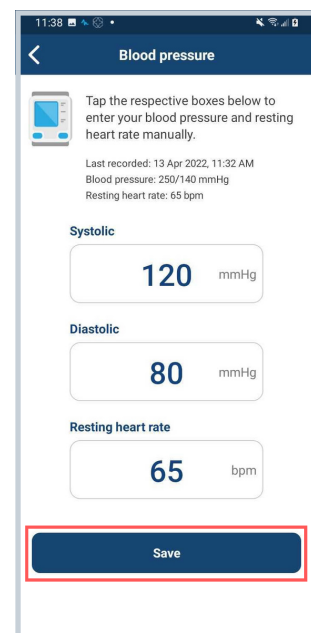 11:38
Blood pressure
Tap the respective boxes below to
enter your blood pressure and resting
heart rate manually.
Last recorded: 13 Apr 2022, 11:32 AM
Blood pressure: 250/140 mmHg
Resting heart rate: 65 bpm
Systolic
120 mmHg
Diastolic
80 mmHg
Resting heart rate
65 bpm
Save